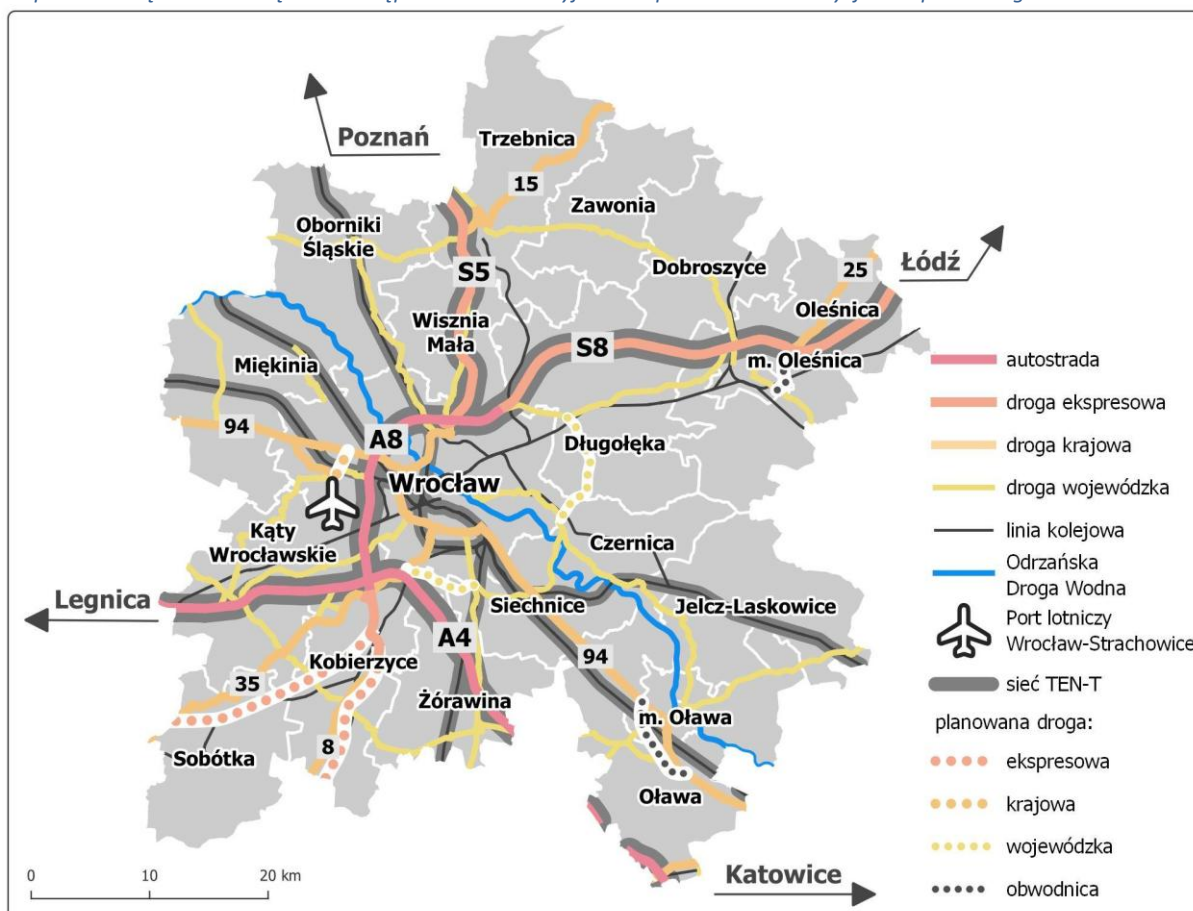 Poznań
Trzebnica
15
Zawonia
Oborniki
Śląskie
Dobroszyce
Łódź
25
S5
Oleśnica
Wisznia
Mała
S8
m. Oleśnica
Miękinia
94
A8
Długołęka
Wrocław
Kąty
Wrocławskie
Czernica
Legnica
Siechnice
Jelcz-Laskowice
A4
94
Kobierzyce
35
Żórawina
m. Oława
8
Sobótka
Oława
Katowice
0 10 20 km
autostrada
droga ekspresowa
droga krajowa
droga wojewódzka
linia kolejowa
Odrzańska
Droga Wodna
Port lotniczy
Wrocław-Strachowice
sieć TEN-T
planowana droga:
ekspresowa
krajowa
wojewódzka
obwodnica